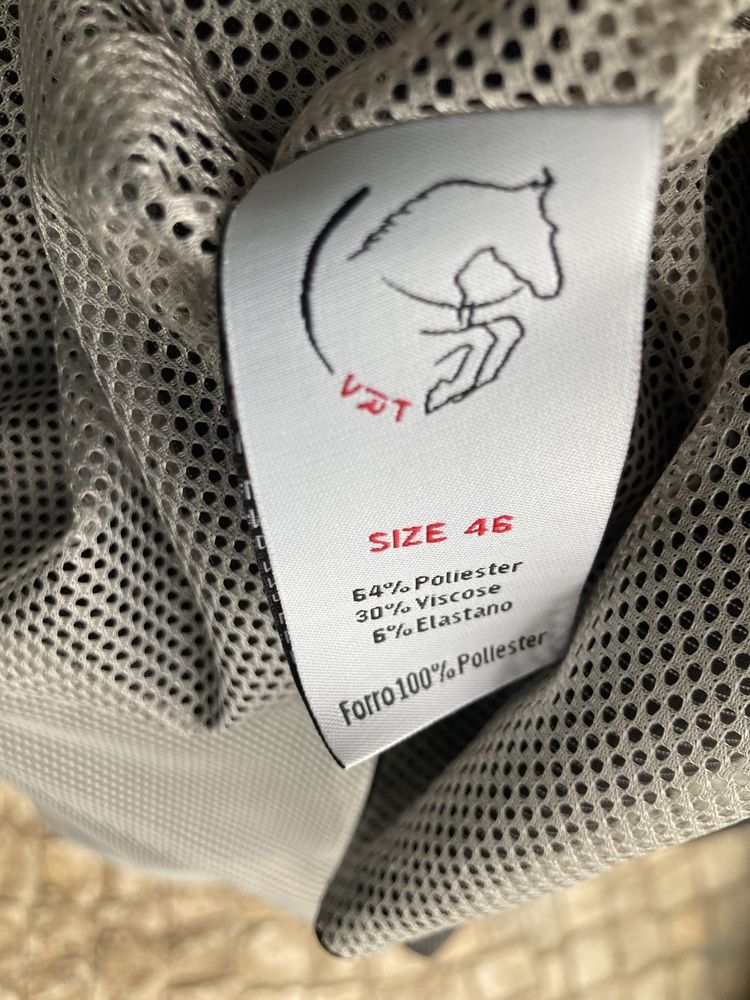 VRT
SIZE 46
64% Poliester
30% Viscose
6% Elastano
Forro 100% Poliester